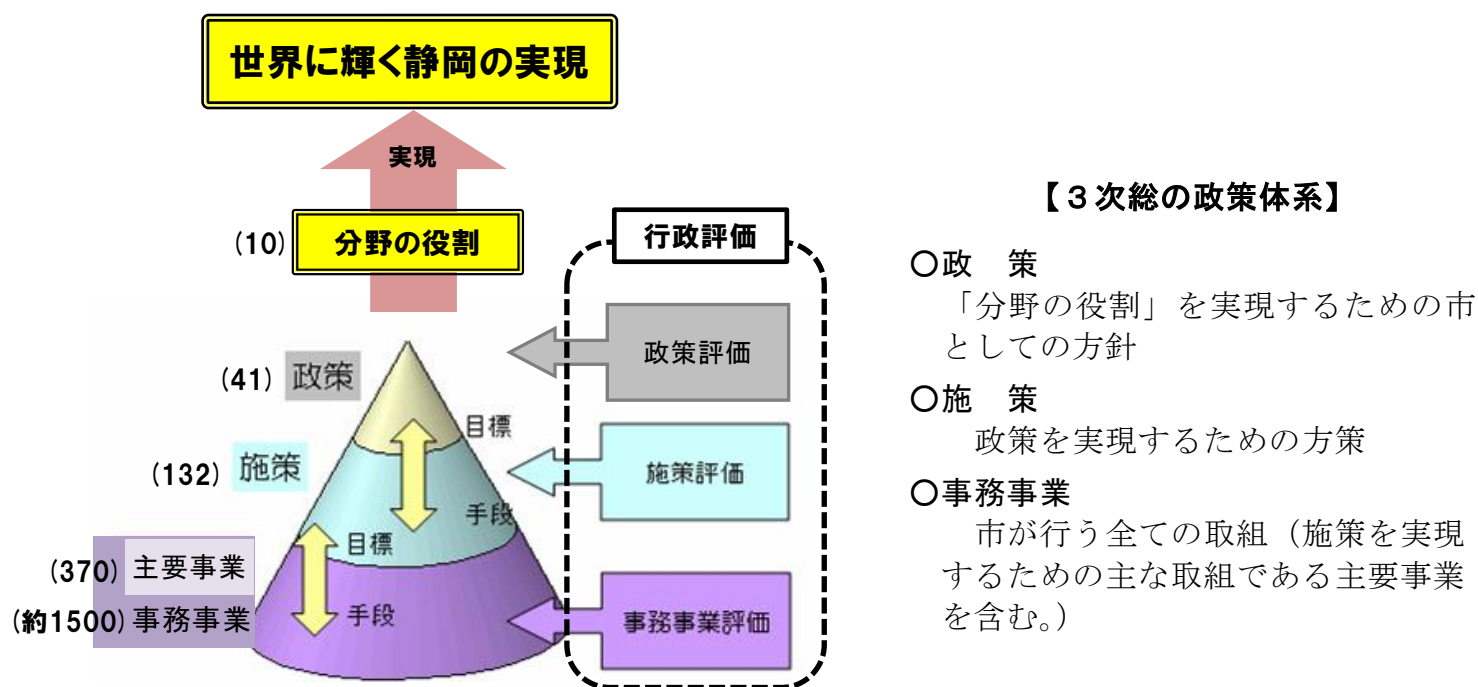 世界に輝く静岡の実現
実現
(10) 分野の役割
行政評価
政策評価
(41) 政策
目標
(132) 施策
施策評価
手段
目標
(370) 主要事業
(約1500) 事務事業
手段
事務事業評価
【３次総の政策体系】
〇政　策
「分野の役割」を実現するための市
としての方針
〇施　策
政策を実現するための方策
〇事務事業
市が行う全ての取組（施策を実現
するための主な取組である主要事業
を含む。）